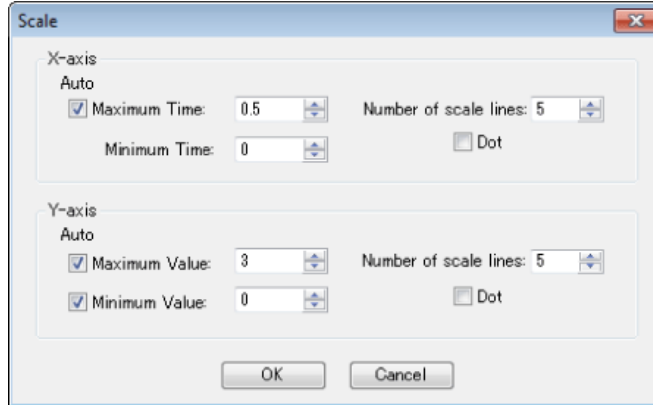 Scale
X-axis
Auto
Maximum Time: 0.5 Number of scale lines: 5
Minimum Time: 0 Dot
Y-axis
Auto
Maximum Value: 3 Number of scale lines: 5
Minimum Value: 0 Dot
OK Cancel